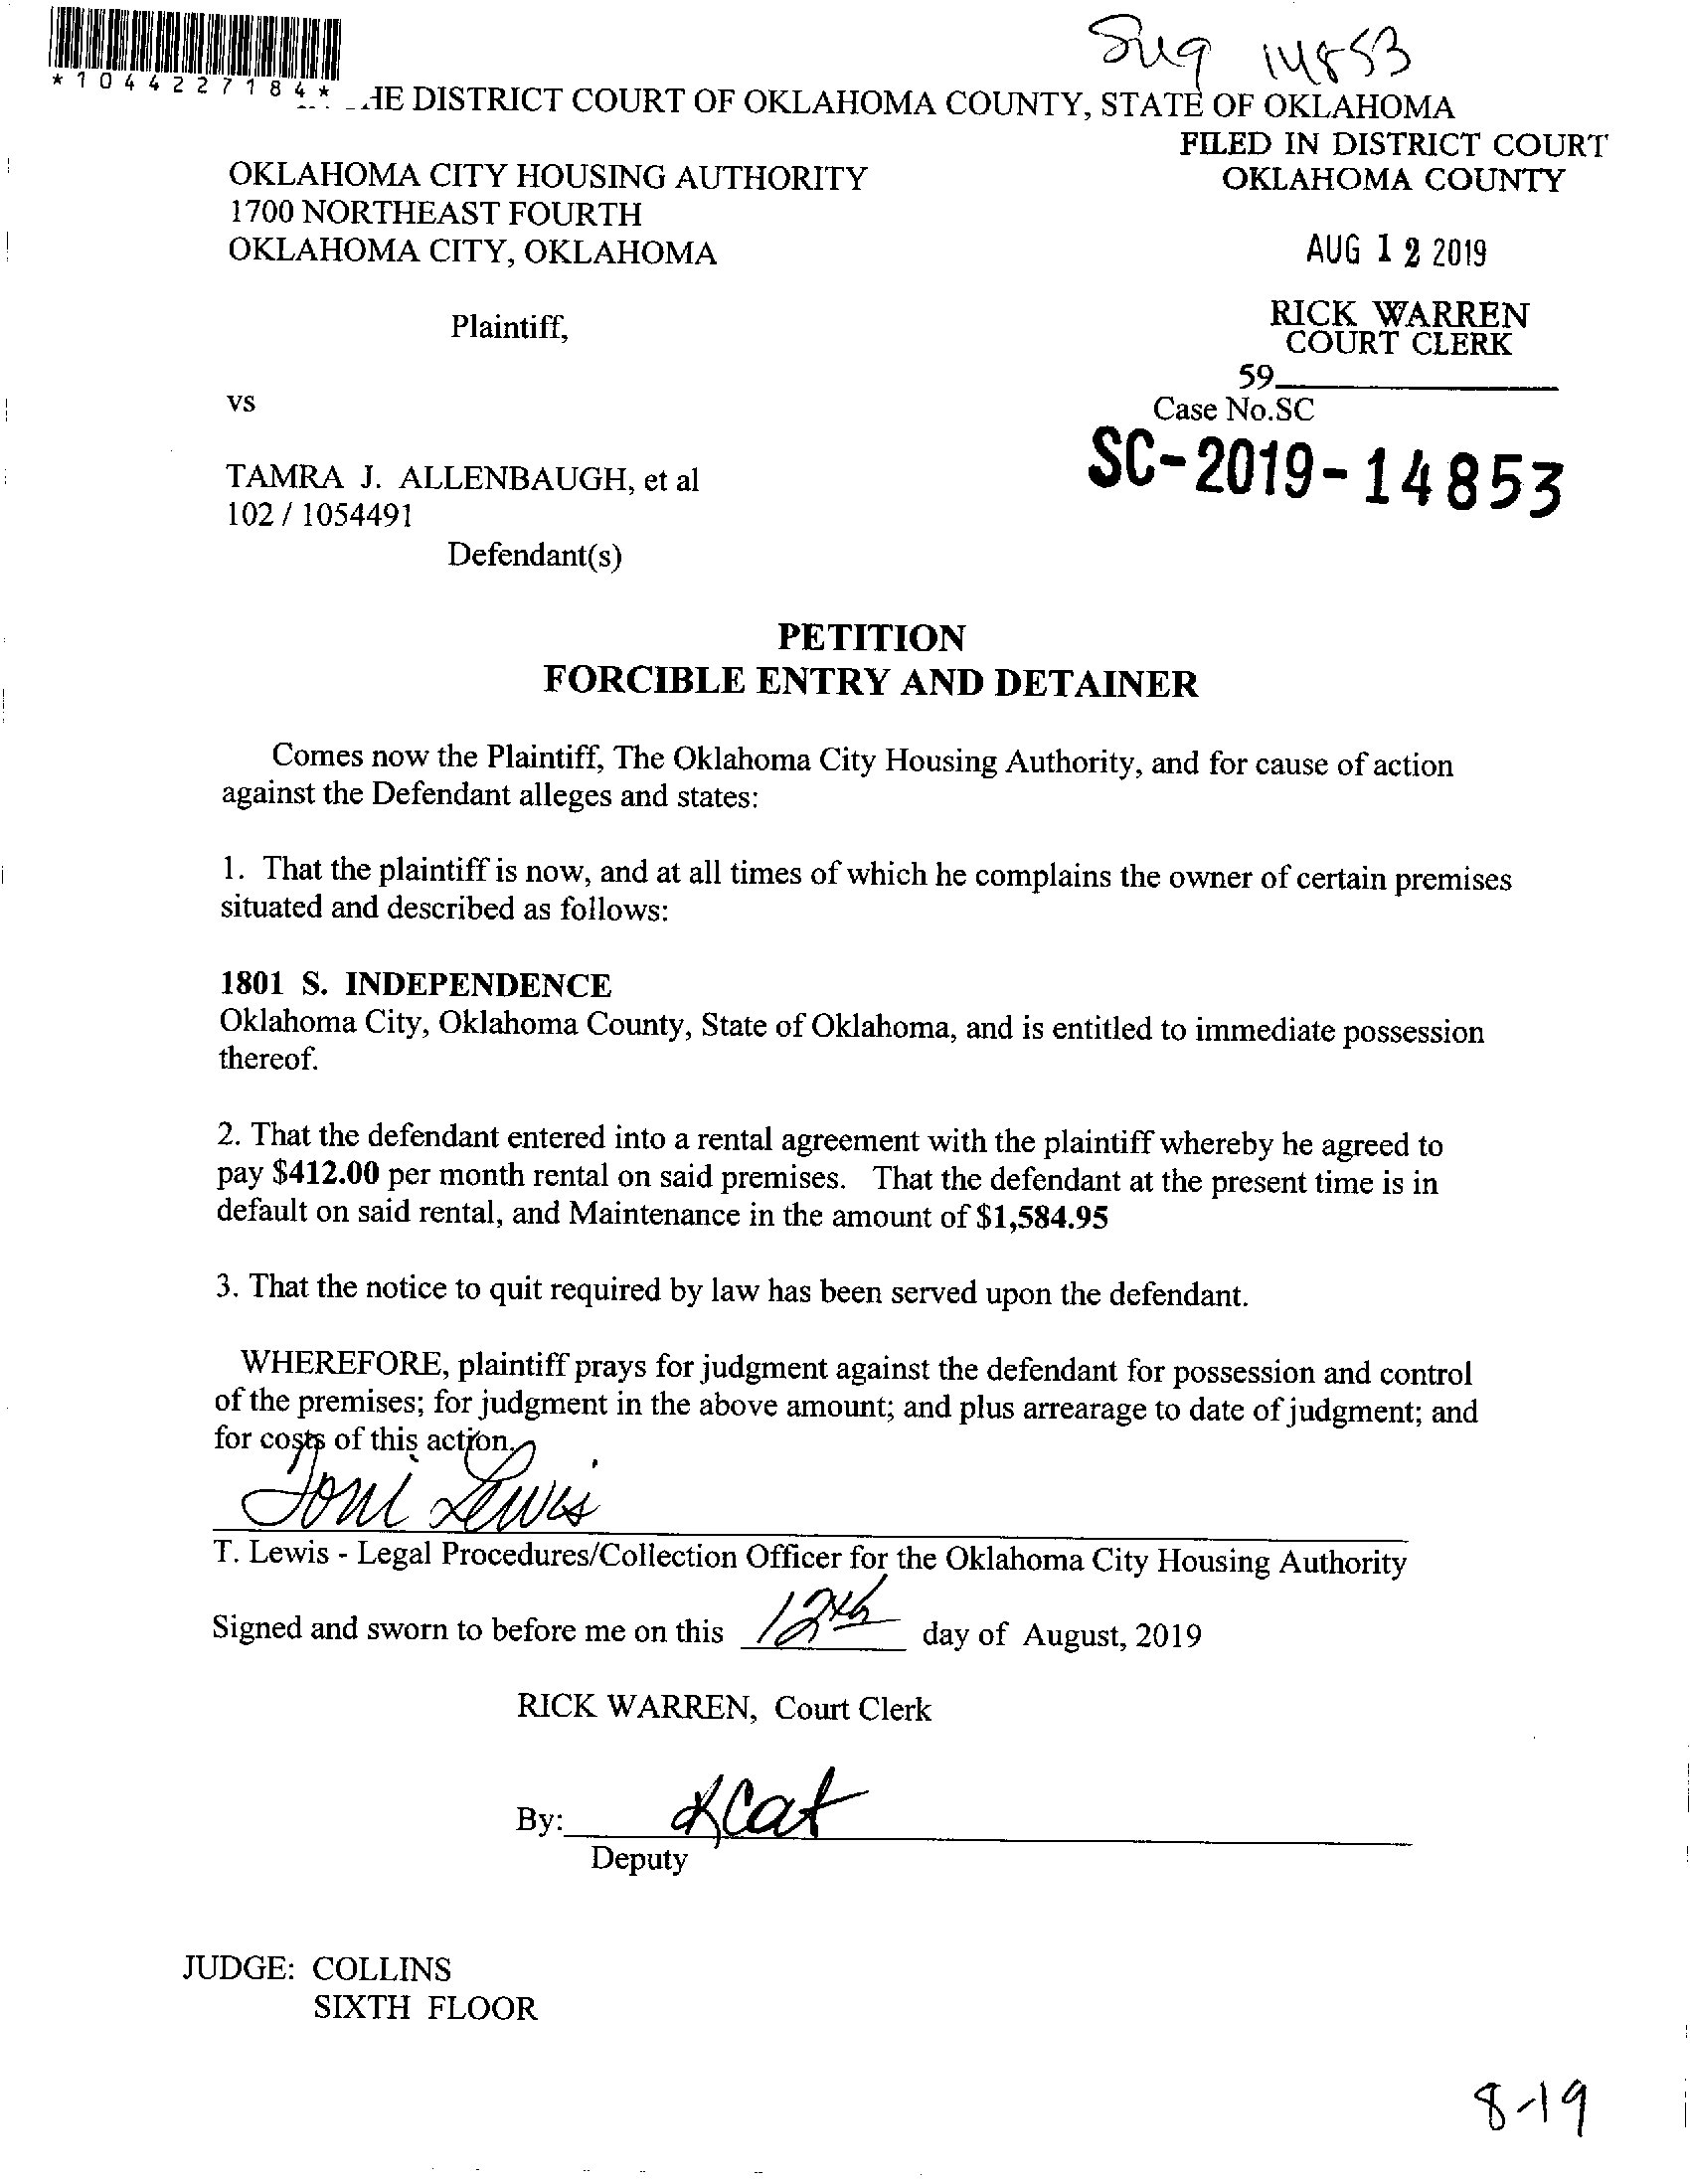 *1044227184*
14853
HE DISTRICT COURT OF OKLAHOMA COUNTY, STATE OF OKLAHOMA
FILED IN DISTRICT COURT
OKLAHOMA COUNTY
OKLAHOMA CITY HOUSING AUTHORITY
1700 NORTHEAST FOURTH
OKLAHOMA CITY, OKLAHOMA
AUG 12 2019
Plaintiff,
RICK WARREN
COURT CLERK
59
vs
Case No.SC
SC-2019-14853
TAMRA J. ALLENBAUGH, et al
102 / 1054491
Defendant(s)
PETITION
FORCIBLE ENTRY AND DETAINER
Comes now the Plaintiff, The Oklahoma City Housing Authority, and for cause of action
against the Defendant alleges and states:
1. That the plaintiff is now, and at all times of which he complains the owner of certain premises
situated and described as follows:
1801 S. INDEPENDENCE
Oklahoma City, Oklahoma County, State of Oklahoma, and is entitled to immediate possession
thereof.
2. That the defendant entered into a rental agreement with the plaintiff whereby he agreed to
pay $412.00 per month rental on said premises. That the defendant at the present time is in
default on said rental, and Maintenance in the amount of $1,584.95
3. That the notice to quit required by law has been served upon the defendant.
WHEREFORE, plaintiff prays for judgment against the defendant for possession and control
of the premises; for judgment in the above amount; and plus arrearage to date of judgment; and
for costs of this action.
Toni Lewis
T. Lewis - Legal Procedures/Collection Officer for the Oklahoma City Housing Authority
Signed and sworn to before me on this 12th day of August, 2019
RICK WARREN, Court Clerk
By:
Deputy
JUDGE: COLLINS
SIXTH FLOOR
8-19